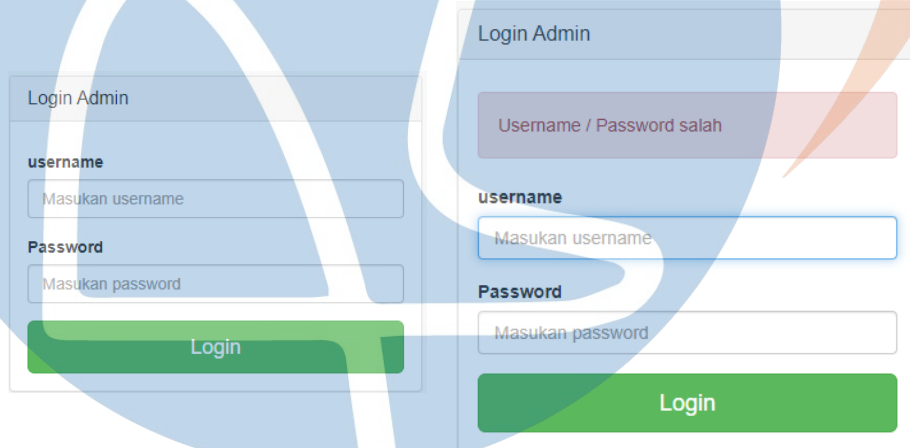 Login Admin
username
Masukan username
Password
Masukan password
Login
Login Admin
Username / Password salah
username
Masukan username
Password
Masukan password
Login